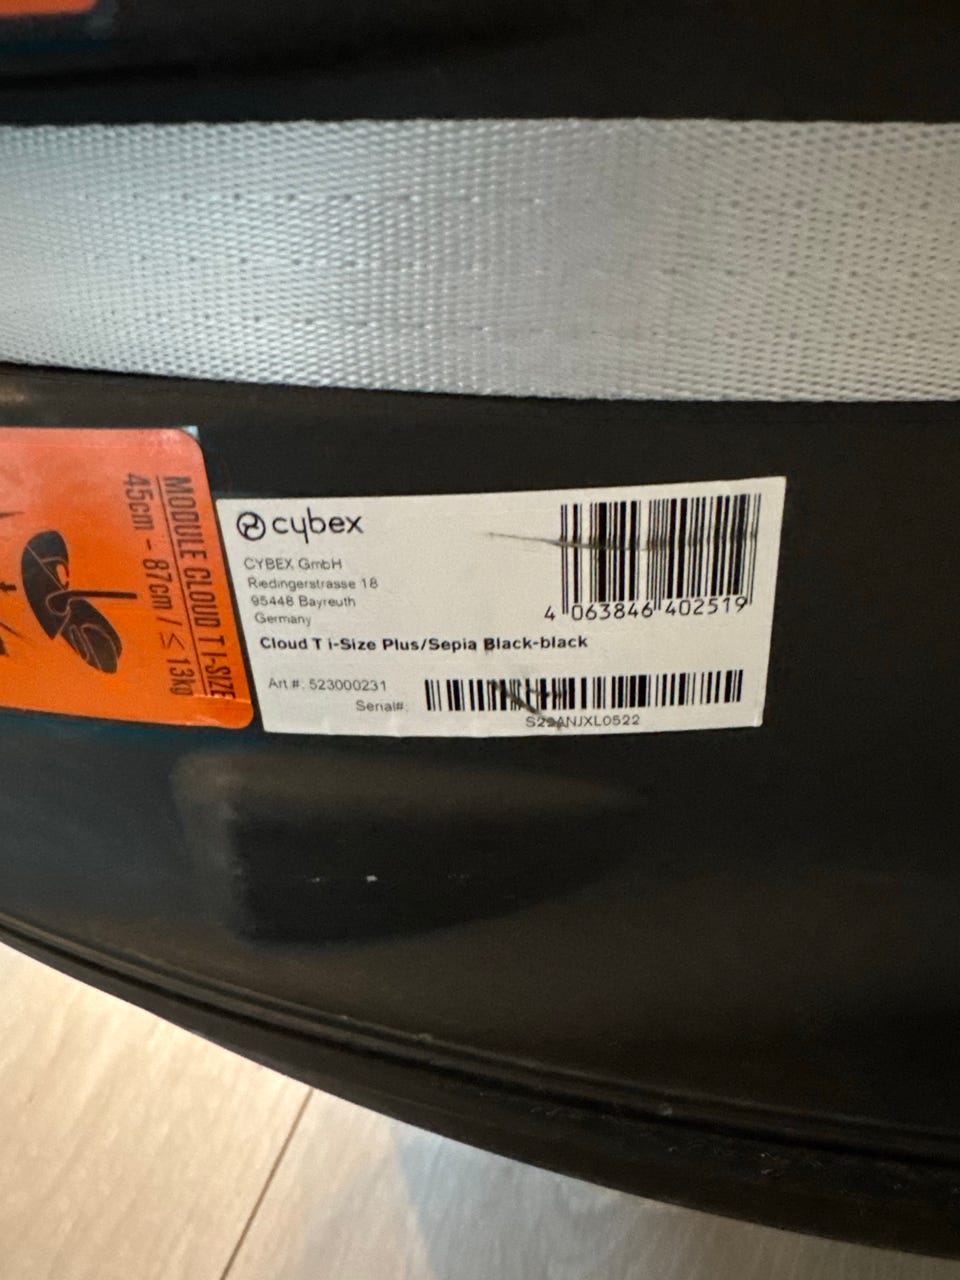 MODULE CLOUD T I-SIZE
45cm - 87cm / ≤ 13kg
cybex
CYBEX GmbH
Riedingerstrasse 18
95448 Bayreuth
Germany
4 063846 402519
Cloud T i-Size Plus/Sepia Black-black
Art #: 523000231
Serial#:
S22ANJXL0522